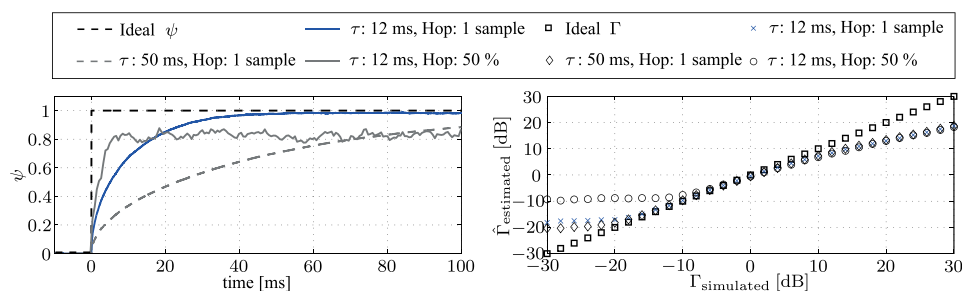 Ideal ψ
τ: 12 ms, Hop: 1 sample
Ideal Γ
τ: 12 ms, Hop: 1 sample
τ: 50 ms, Hop: 1 sample
τ: 12 ms, Hop: 50 %
τ: 50 ms, Hop: 1 sample
τ: 12 ms, Hop: 50 %
1
0.8
0.6
0.4
0.2
0
ψ
0 20 40 60 80 100
time [ms]
30
20
10
0
−10
−20
−30
Γ̂estimated [dB]
−30 −20 −10 0 10 20 30
Γsimulated [dB]